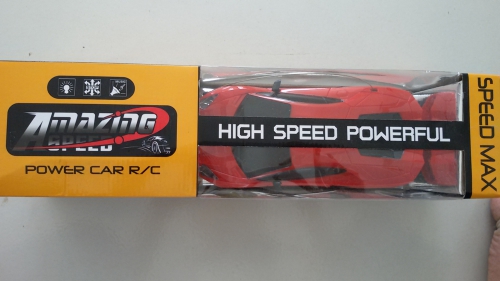 AMAZING
SPEED
POWER CAR R/C
HIGH SPEED POWERFUL
SPEED MAX